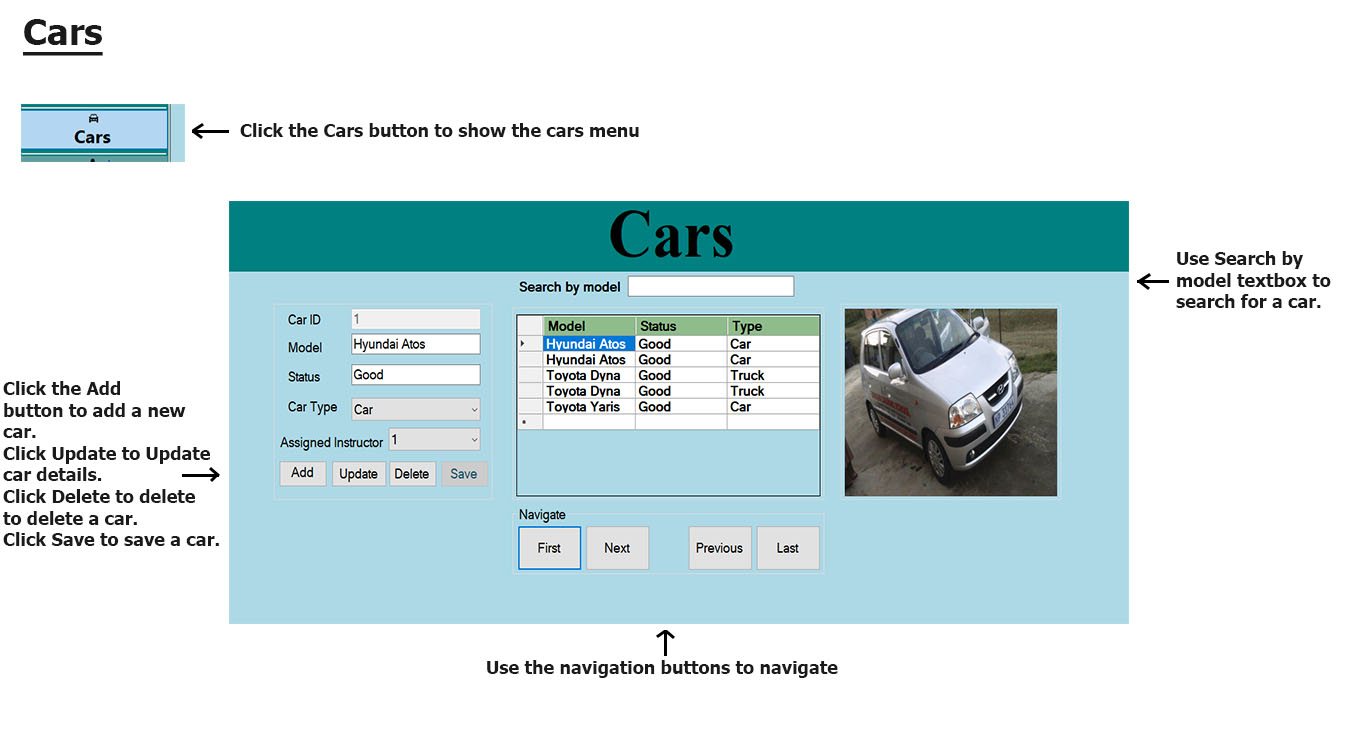 Cars
Cars
Click the Cars button to show the cars menu
Cars
Use Search by
model textbox to
search for a car.
Search by model
Car ID 1
Model Hyundai Atos
Status Good
Car Type Car
Assigned Instructor 1
Add Update Delete Save
Model Status Type
Hyundai Atos Good Car
Hyundai Atos Good Car
Toyota Dyna Good Truck
Toyota Dyna Good Truck
Toyota Yaris Good Car
Click the Add
button to add a new
car.
Click Update to Update
car details.
Click Delete to delete
to delete a car.
Click Save to save a car.
Navigate
First Next Previous Last
Use the navigation buttons to navigate